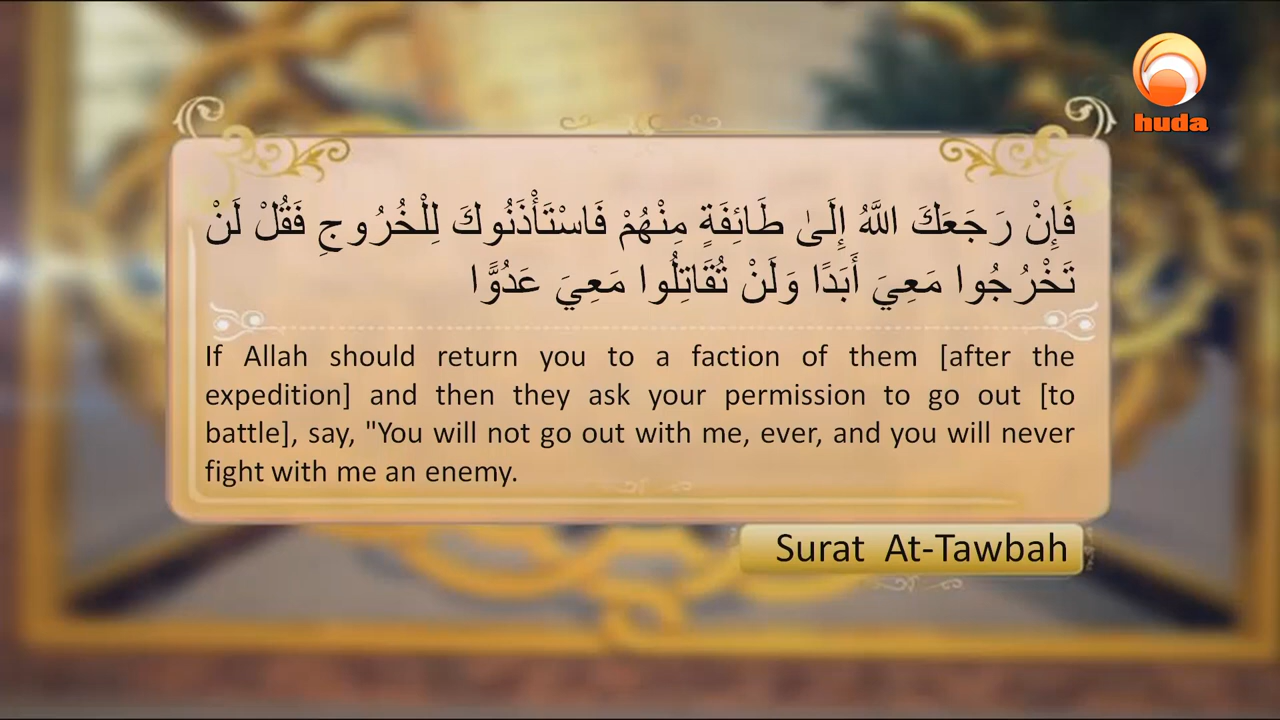 huda
فَإِنْ رَجَعَكَ اللَّهُ إِلَىٰ طَائِفَةٍ مِنْهُمْ فَاسْتَأْذَنُوكَ لِلْخُرُوجِ فَقُلْ لَنْ
تَخْرُجُوا مَعِيَ أَبَدًا وَلَنْ تُقَاتِلُوا مَعِيَ عَدُوًّا
If Allah should return you to a faction of them [after the
expedition] and then they ask your permission to go out [to
battle], say, "You will not go out with me, ever, and you will never
fight with me an enemy.
Surat At-Tawbah